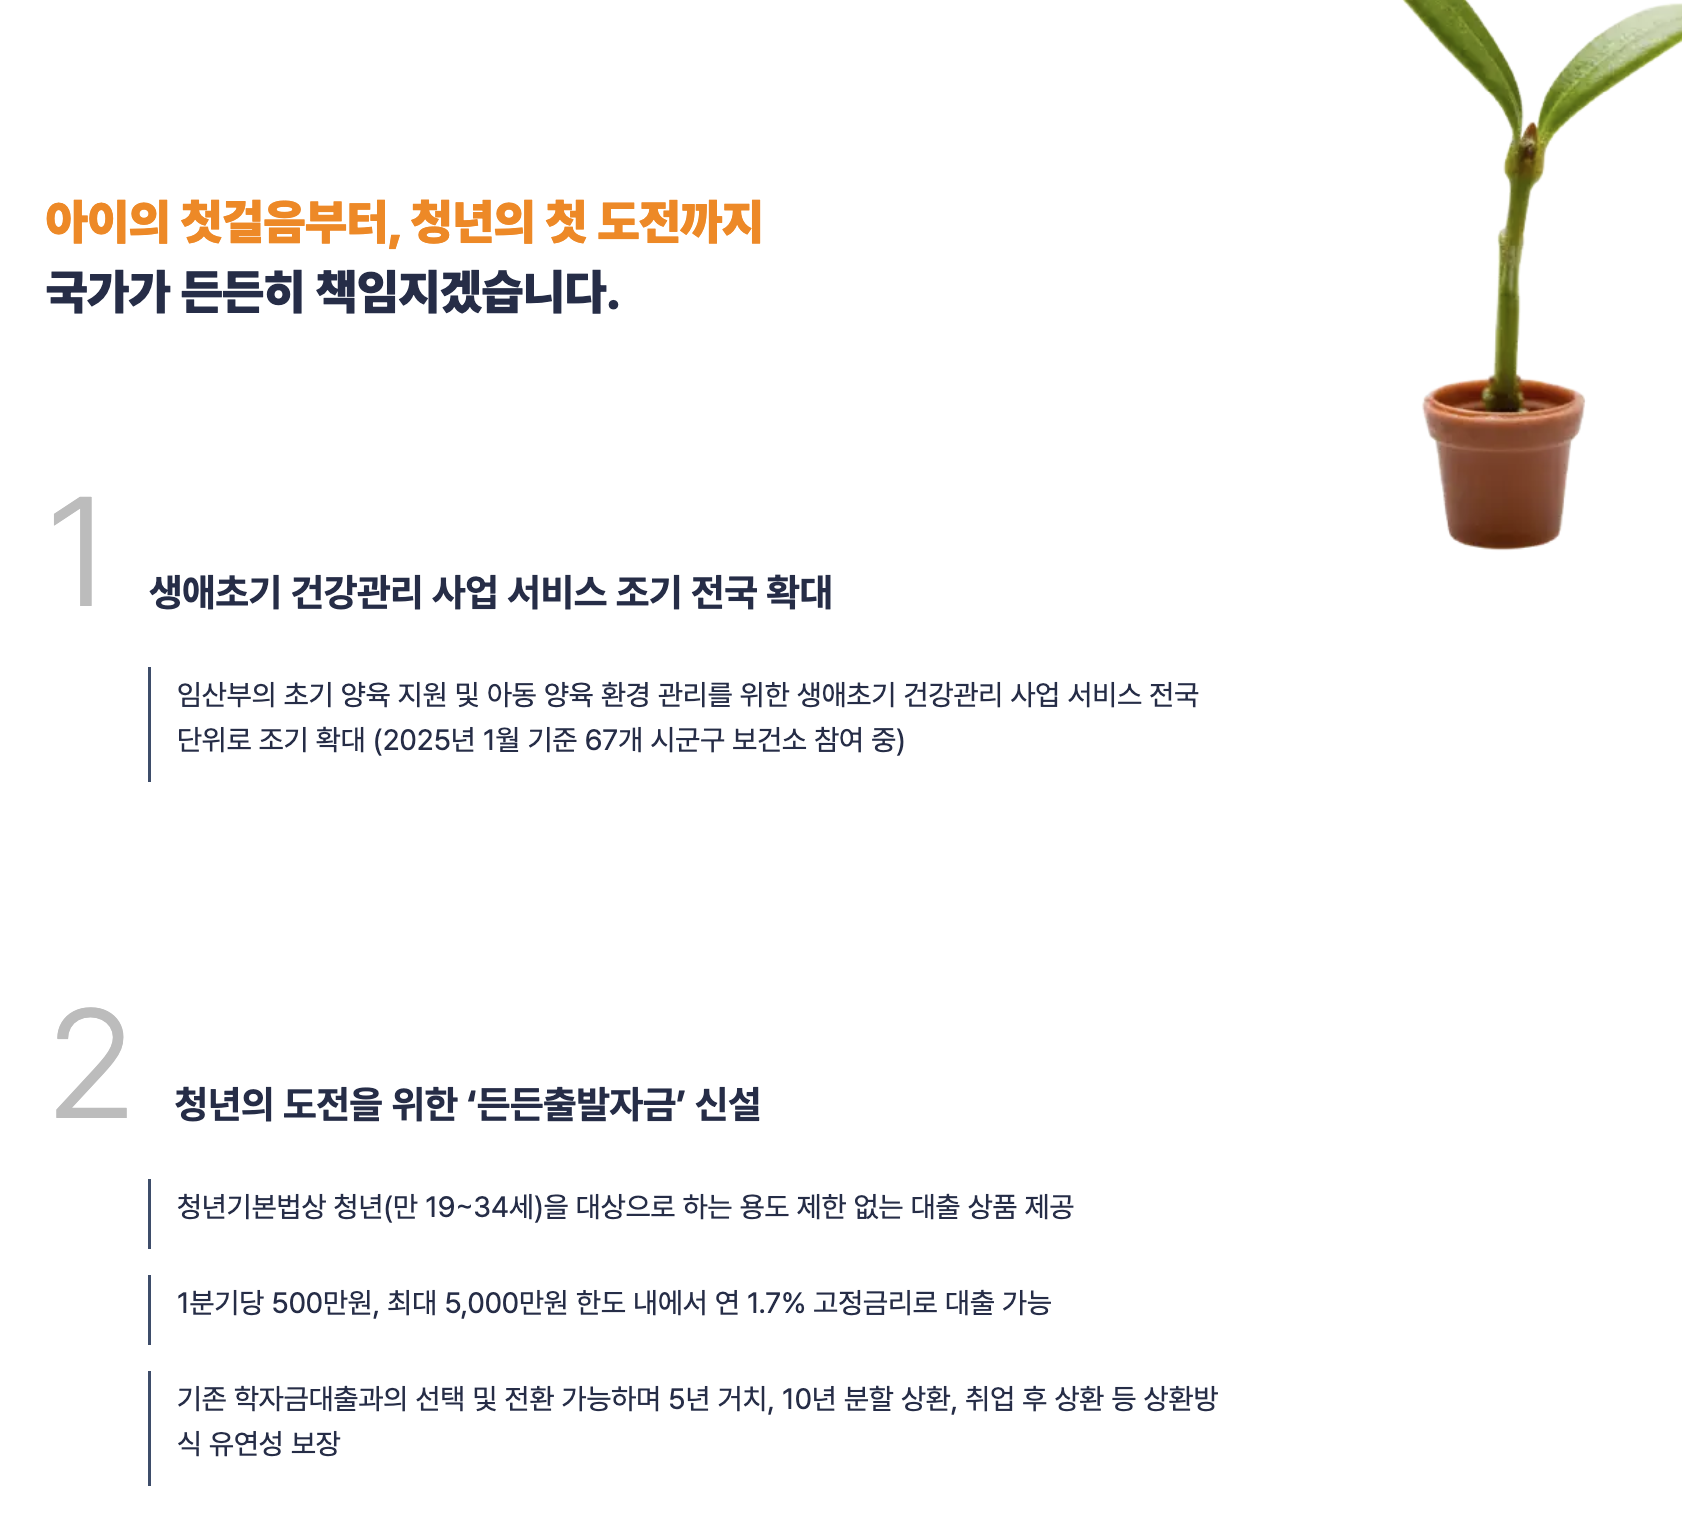 아이의 첫걸음부터, 청년의 첫 도전까지
국가가 든든히 책임지겠습니다.
1
생애초기 건강관리 사업 서비스 조기 전국 확대
임산부의 초기 양육 지원 및 아동 양육 환경 관리를 위한 생애초기 건강관리 사업 서비스 전국
단위로 조기 확대 (2025년 1월 기준 67개 시군구 보건소 참여 중)
2
청년의 도전을 위한 ‘든든출발자금’ 신설
청년기본법상 청년(만 19~34세)을 대상으로 하는 용도 제한 없는 대출 상품 제공
1분기당 500만원, 최대 5,000만원 한도 내에서 연 1.7% 고정금리로 대출 가능
기존 학자금대출과의 선택 및 전환 가능하며 5년 거치, 10년 분할 상환, 취업 후 상환 등 상환방
식 유연성 보장